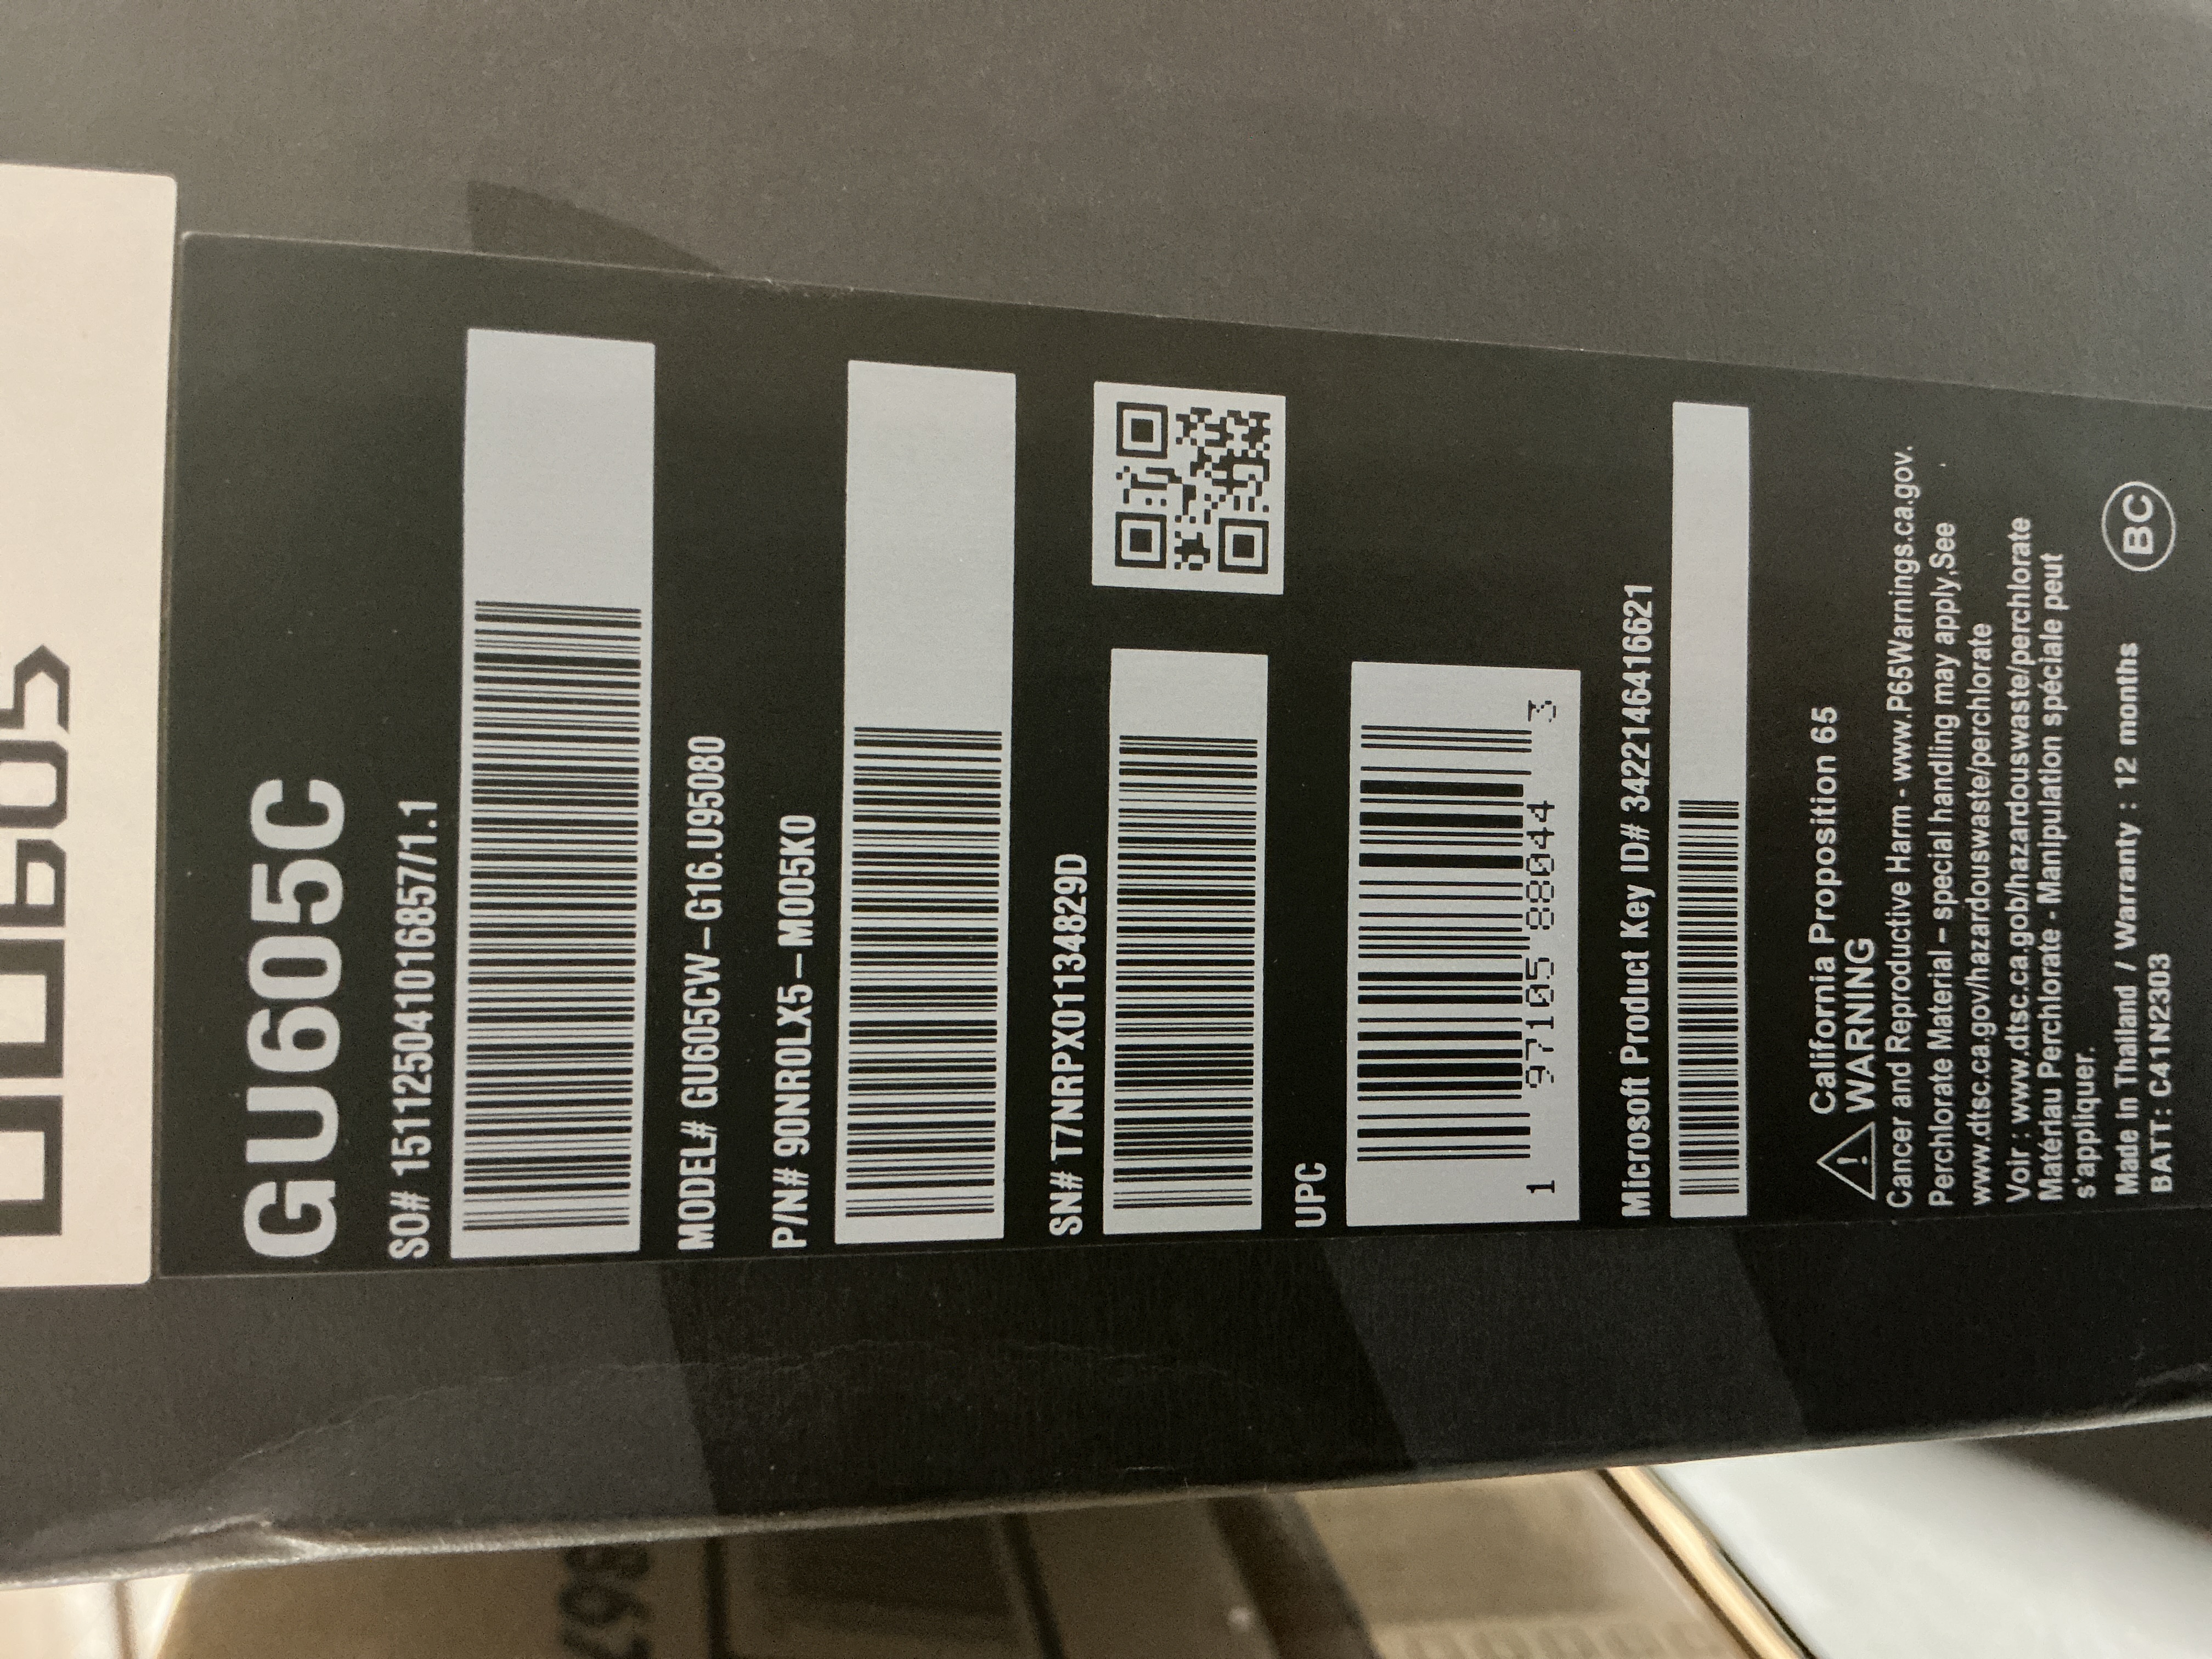 GU605
GU605C
SO# 15112504101685​7/1.1
MODEL# GU605CW-G16.U95080
P/N# 90NR0LX5-M005K0
SN# T7NRPX01134829D
UPC
1 97105 88044 3
Microsoft Product Key ID# 3422146416621
California Proposition 65
WARNING
Cancer and Reproductive Harm - www.P65Warnings.ca.gov.
Perchlorate Material – special handling may apply,See
www.dtsc.ca.gov/hazardouswaste/perchlorate
Voir : www.dtsc.ca.gob/hazardouswaste/perchlorate
Matériau Perchlorate - Manipulation spéciale peut
s'appliquer.
Made in Thailand / Warranty : 12 months
BATT: C41N2303
BC